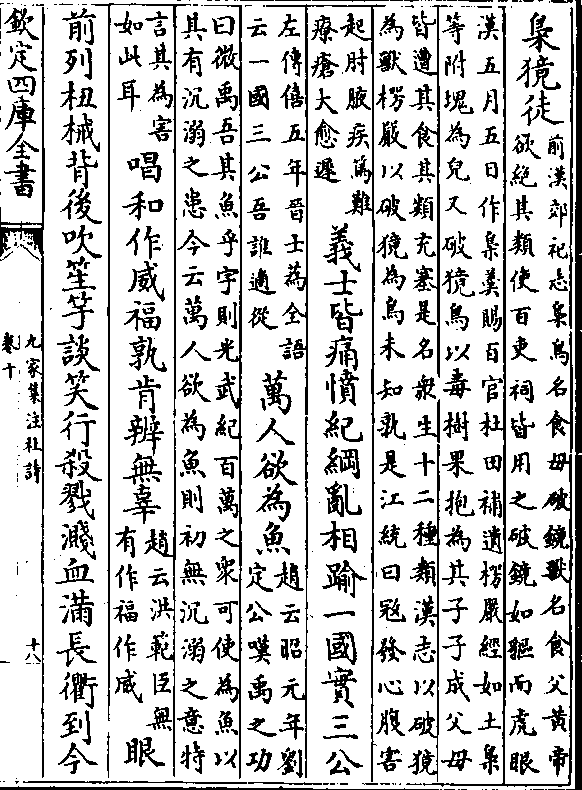 梟獍徒
前漢郊祀志梟鳥名食母破鏡獸名食父黃帝
欲絶其類使百吏祠皆用之破鏡如貙而虎眼
漢五月五日作梟羹賜百官杜田補遺楞嚴經如土梟
等附塊為兒又破獍鳥以毒樹果抱為其子子成父母
皆遭其食其類充塞是名衆生十二種類漢志以破獍
為獸楞嚴以破獍為鳥未知孰是江統曰冦發心腹害
起肘腋疾篤難
療瘡大愈遲
義士皆痛憤紀綱亂相踰一國實三公
左傳僖五年晉士為全語
云一國三公吾誰適從
萬人欲為魚
趙云昭元年劉
定公嘆禹之功
曰微禹吾其魚乎字則光武紀百萬之衆可使為魚以
其有沉溺之患今云萬人欲為魚則初無沉溺之意特
言其為害
如此耳
唱和作威福孰肯辨無辜
趙云洪範臣無
有作福作威
眼
前列杻械背後吹笙竽談笑行殺戮濺血滿長衢到今
欽定四庫全書
九家集注杜詩
卷十
十八